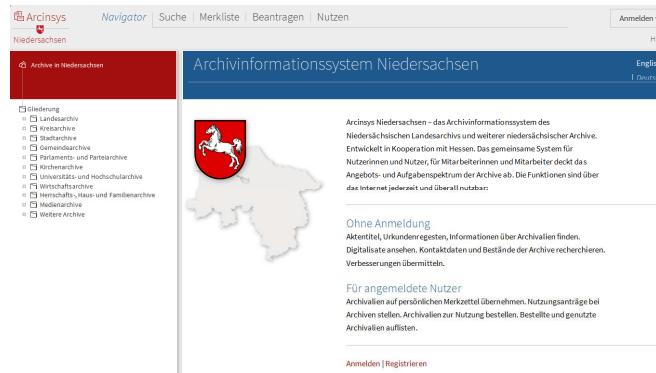 Arcinsys
Niedersachsen
Navigator Suche Merkliste Beantragen Nutzen
Anmelden
Archive in Niedersachsen
Archivinformationssystem Niedersachsen
Gliederung
Landesarchiv
Kreisarchive
Stadtarchive
Gemeindearchive
Parlaments- und Parteiarchive
Kirchenarchive
Universitäts- und Hochschularchive
Wirtschaftsarchive
Herrschafts-, Haus- und Familienarchive
Medienarchive
Weitere Archive
Arcinsys Niedersachsen – das Archivinformationssystem des
Niedersächsischen Landesarchivs und weiterer niedersächsischer Archive.
Entwickelt in Kooperation mit Hessen. Das gemeinsame System für
Nutzerinnen und Nutzer, für Mitarbeiterinnen und Mitarbeiter deckt das
Angebots- und Aufgabenspektrum der Archive ab. Die Funktionen sind über
das Internet jederzeit und überall nutzbar:
Ohne Anmeldung
Aktentitel, Urkundenregesten, Informationen über Archivalien finden.
Digitalisate ansehen. Kontaktdaten und Bestände der Archive recherchieren.
Verbesserungen übermitteln.
Für angemeldete Nutzer
Archivalien auf persönlichen Merkzettel übernehmen. Nutzungsanträge bei
Archiven stellen. Archivalien zur Nutzung bestellen. Bestellte und genutzte
Archivalien auflisten.
Anmelden | Registrieren